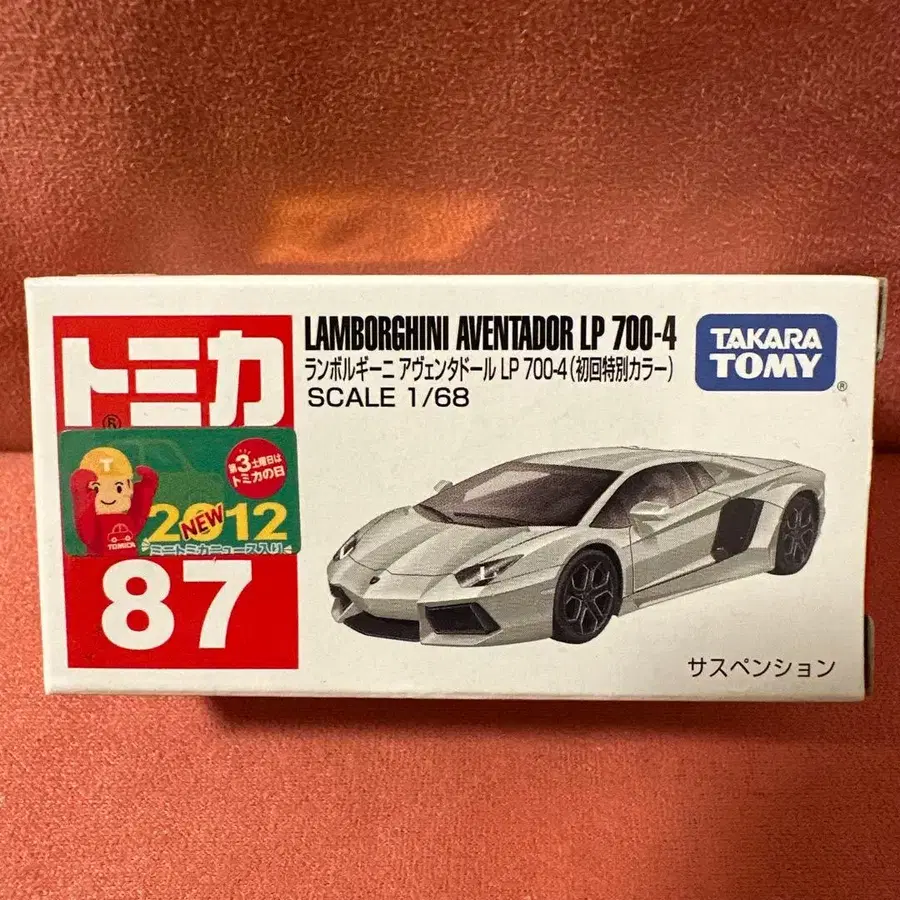 トミカ
®
LAMBORGHINI AVENTADOR LP 700-4
ランボルギーニ アヴェンタドール LP 700-4(初回特別カラー)
SCALE 1/68
TAKARA
TOMY
®
T
第3土曜日は
トミカの日
2012
NEW
ミニトミカニュース入り
TOMICA
87
サスペンション